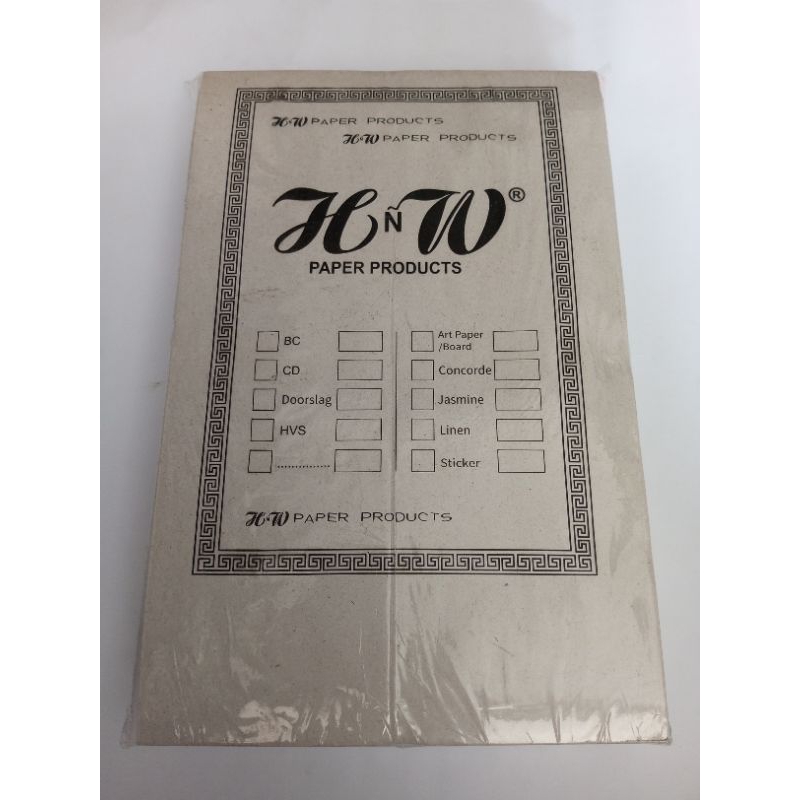 H&W PAPER PRODUCTS
H&W PAPER PRODUCTS
HÑW®
PAPER PRODUCTS
BC
CD
Doorslag
HVS
................
Art Paper
/Board
Concorde
Jasmine
Linen
Sticker
H&W PAPER PRODUCTS